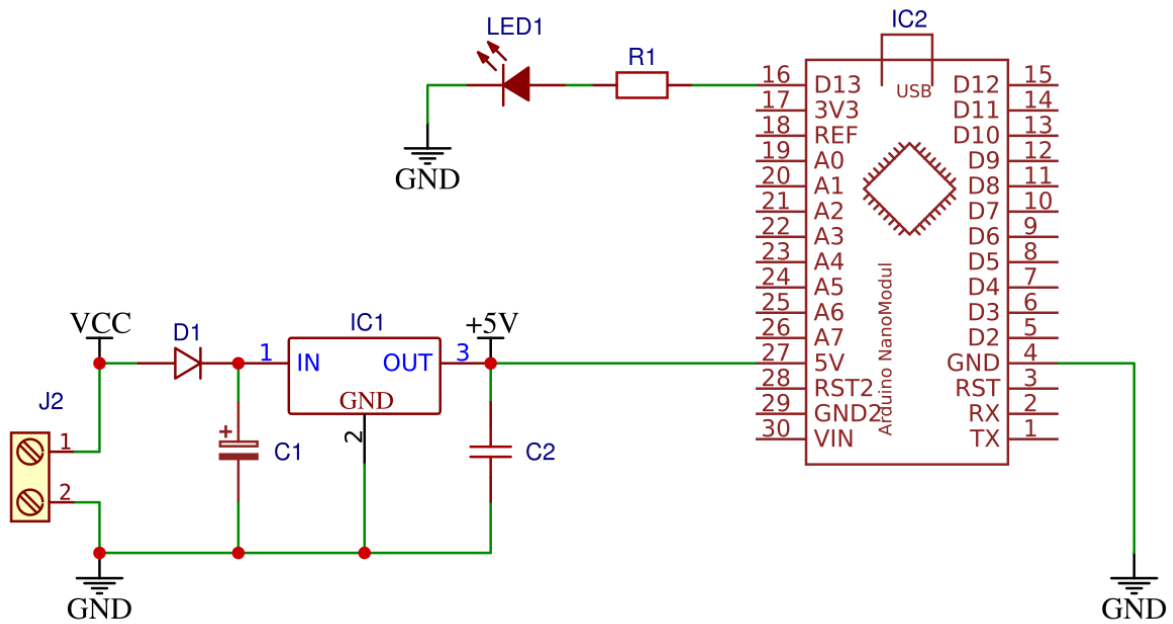 LED1
R1
IC2
GND
USB
16 D13
17 3V3
18 REF
19 A0
20 A1
21 A2
22 A3
23 A4
24 A5
25 A6
26 A7
27 5V
28 RST2
29 GND2
30 VIN
D12 15
D11 14
D10 13
D9 12
D8 11
D7 10
D6 9
D5 8
D4 7
D3 6
D2 5
GND 4
RST 3
RX 2
TX 1
Arduino NanoModul
VCC
D1
IC1
+5V
1 IN
OUT 3
GND
2
J2
1
2
+
C1
C2
GND
GND